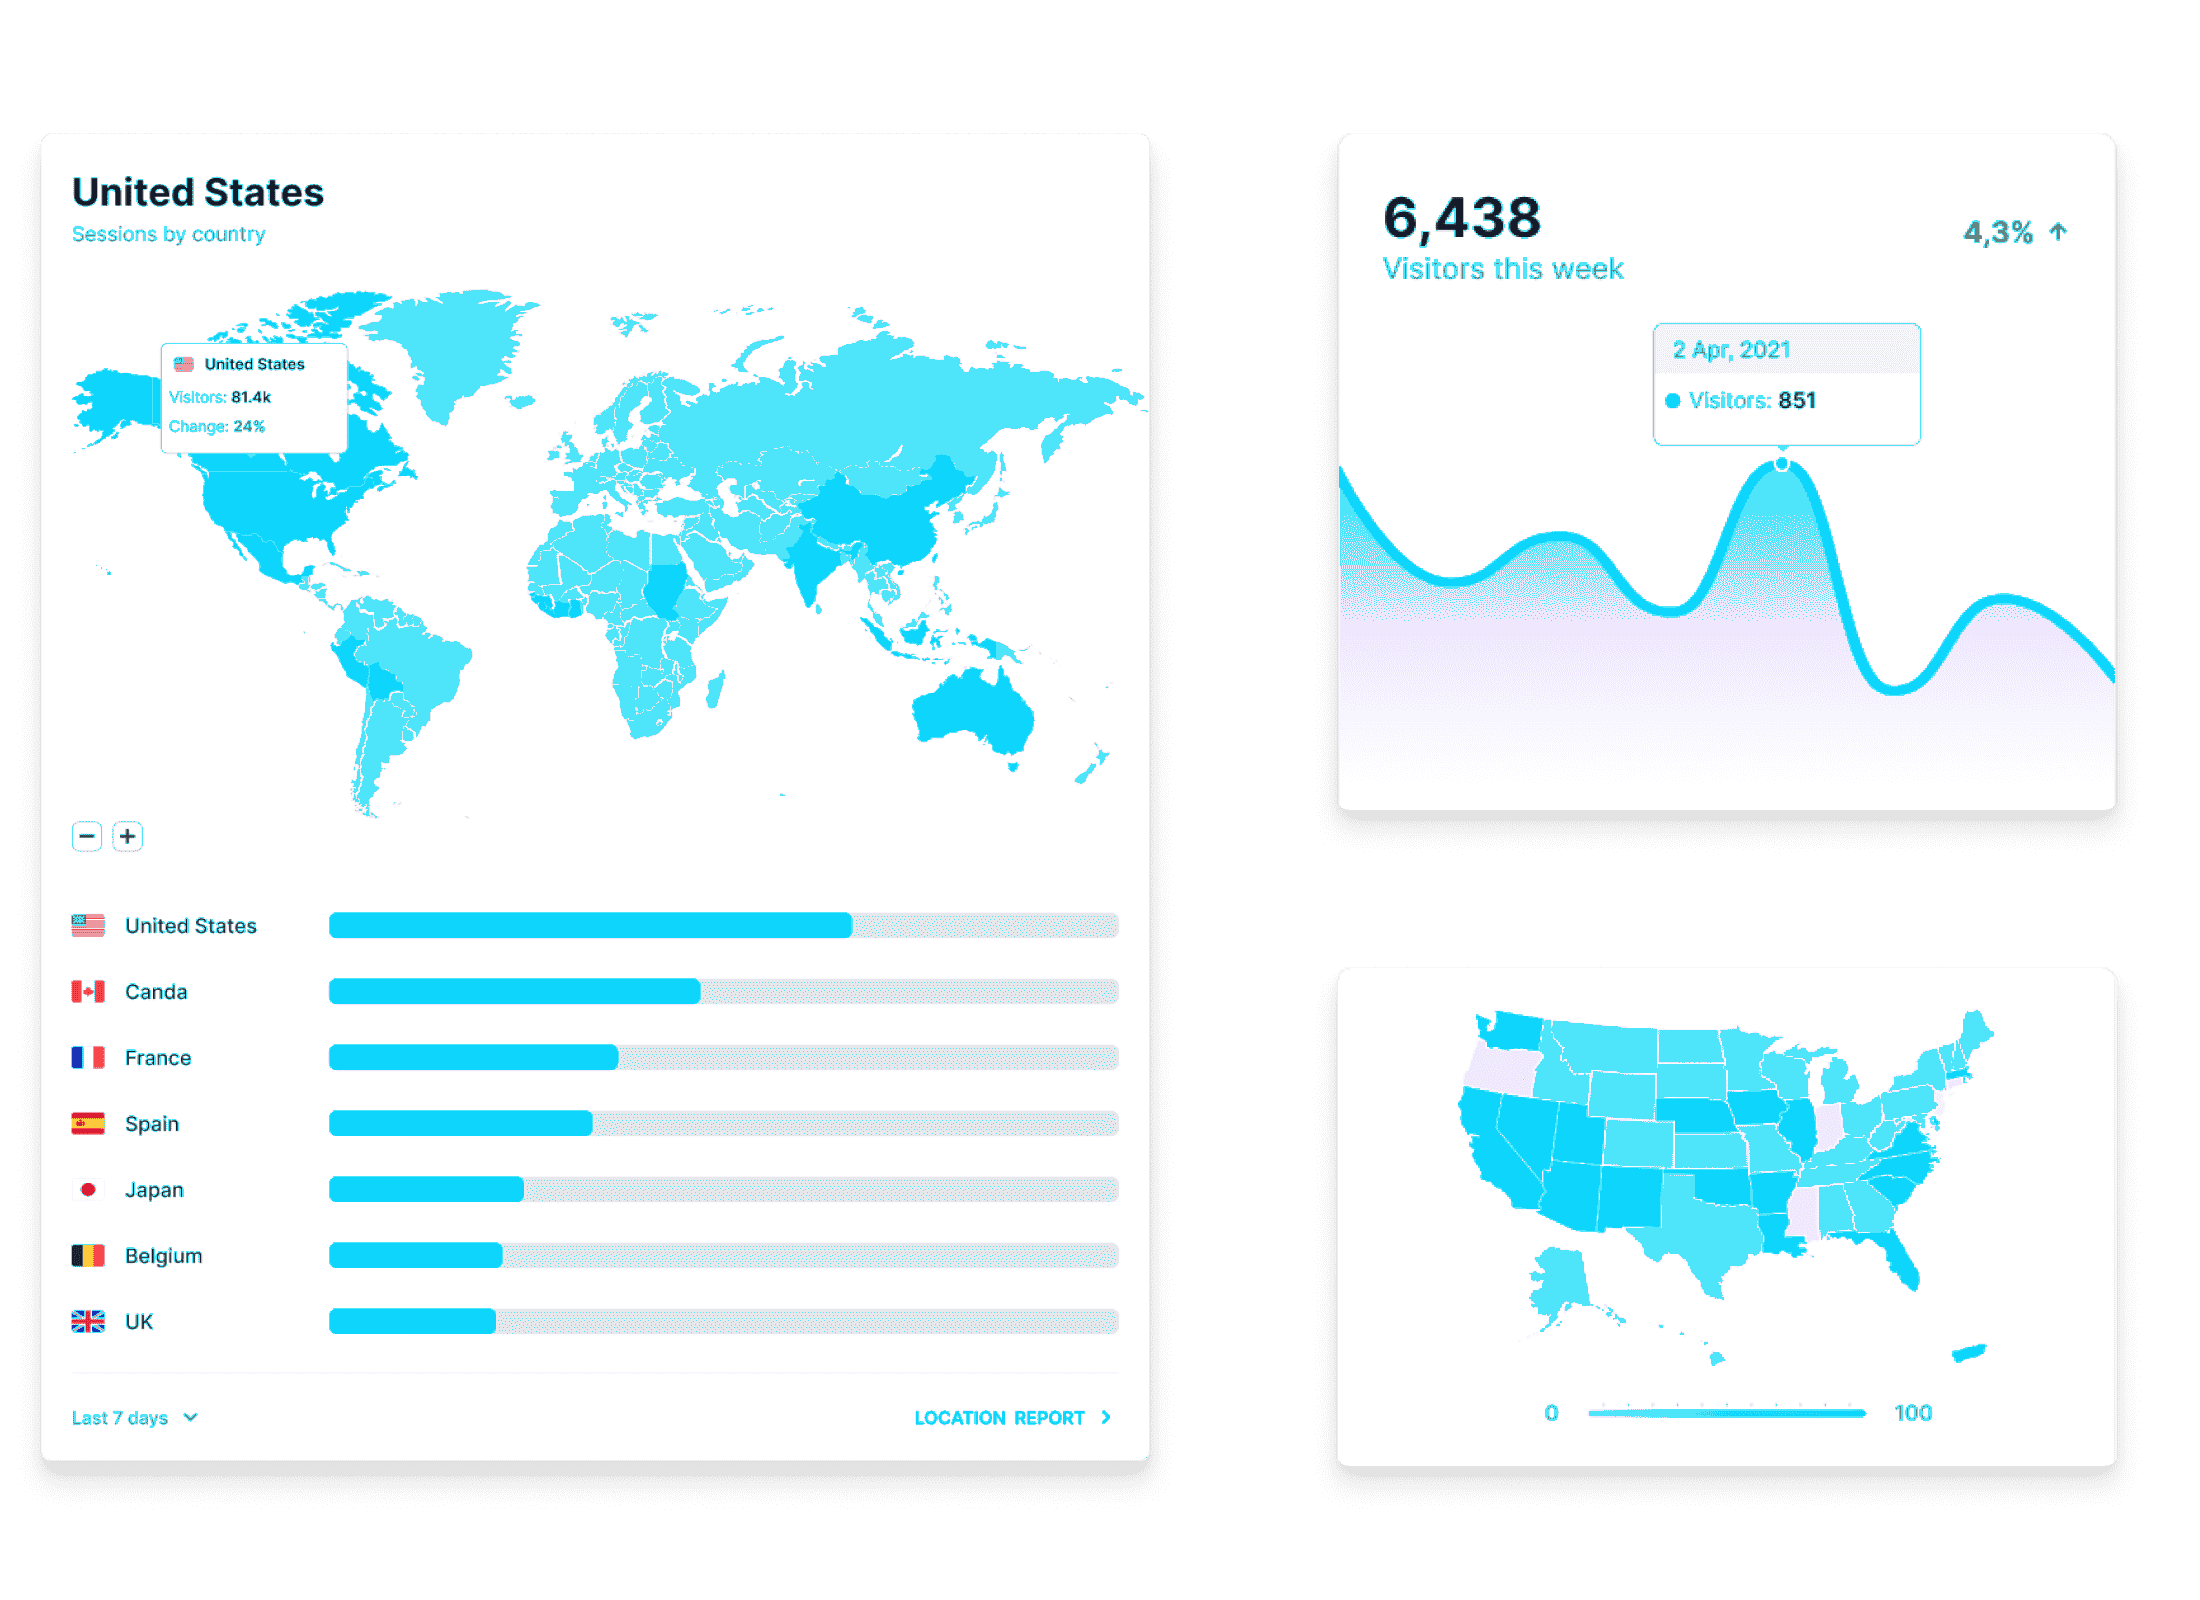 United States
Sessions by country
United States
Visitors: 81.4k
Change: 24%
United States
Canda
France
Spain
Japan
Belgium
UK
Last 7 days
LOCATION REPORT
6,438
4,3%
Visitors this week
2 Apr, 2021
Visitors: 851
0
100